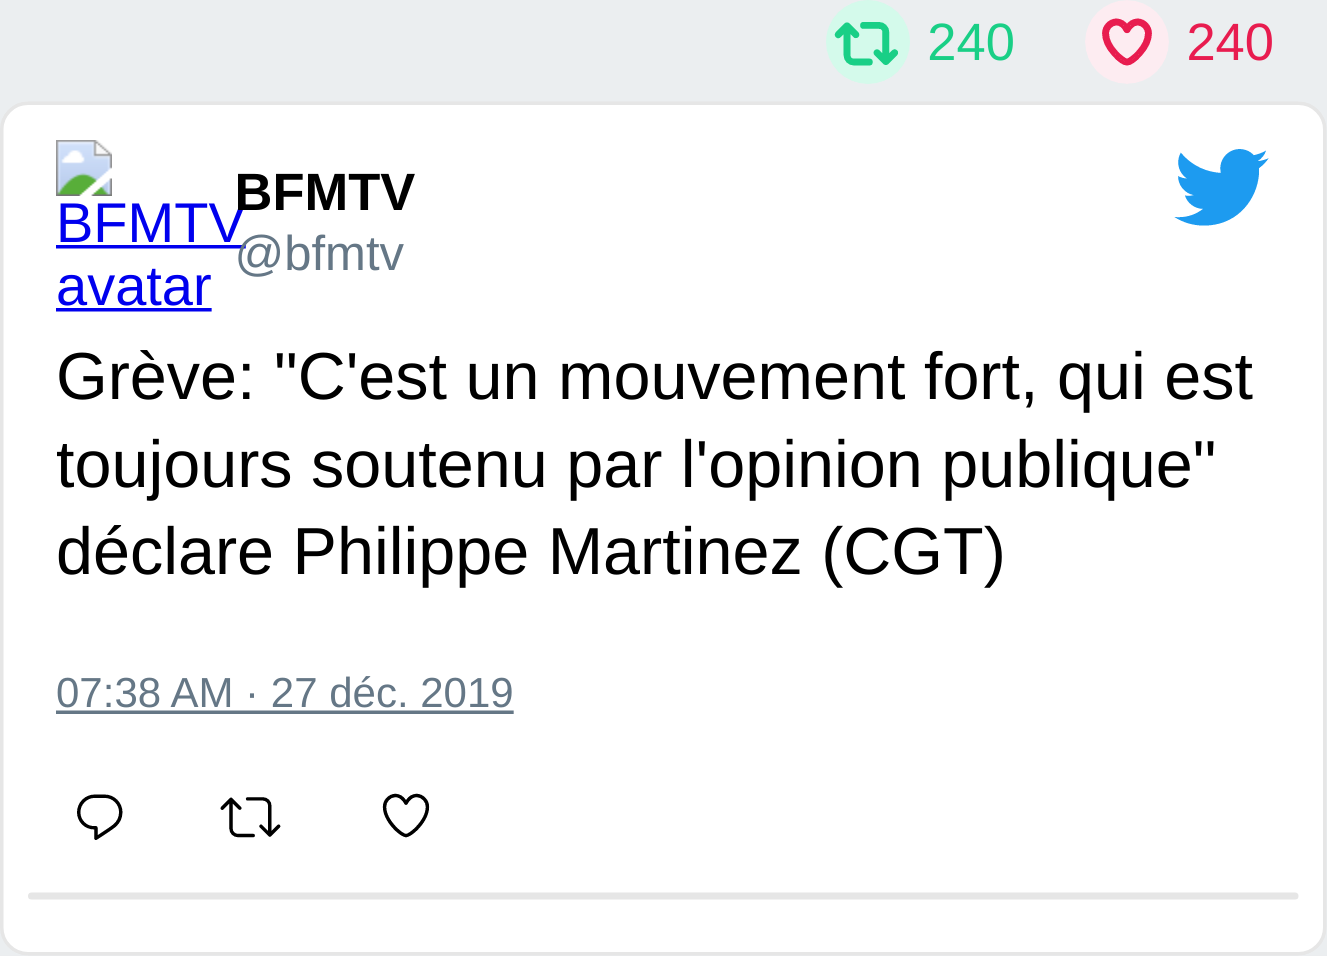 240 240
BFMTV avatar
BFMTV
@bfmtv
Grève: "C'est un mouvement fort, qui est
toujours soutenu par l'opinion publique"
déclare Philippe Martinez (CGT)
07:38 AM · 27 déc. 2019